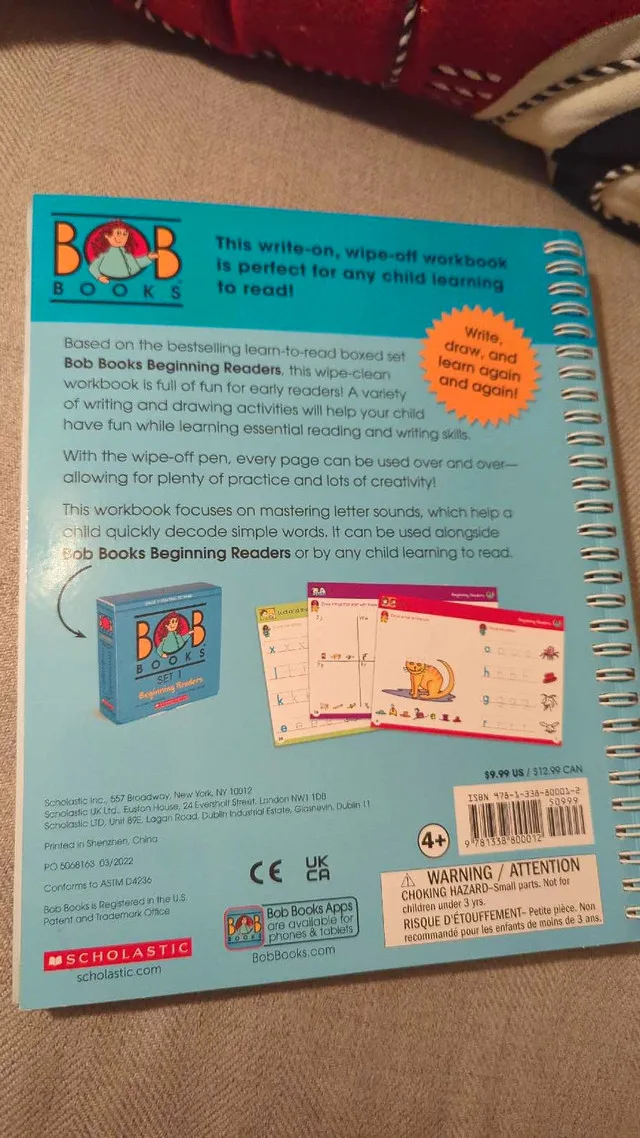 BOB
BOOKS
This write-on, wipe-off workbook
is perfect for any child learning
to read!
Write,
draw, and
learn again
and again!
Based on the bestselling learn-to-read boxed set
Bob Books Beginning Readers, this wipe-clean
workbook is full of fun for early readers! A variety
of writing and drawing activities will help your child
have fun while learning essential reading and writing skills.
With the wipe-off pen, every page can be used over and over—
allowing for plenty of practice and lots of creativity!
This workbook focuses on mastering letter sounds, which help a
child quickly decode simple words. It can be used alongside
Bob Books Beginning Readers or by any child learning to read.
BOB
BOOKS
SET 1
Beginning Readers
x
l
k
e
Beginning Readers
Beginning Readers
a
h
g
r
$9.99 US / $12.99 CAN
ISBN 978-1-338-80001-2
50999
9 781338 800012
4+
Scholastic Inc., 557 Broadway, New York, NY 10012
Scholastic UK Ltd., Euston House, 24 Eversholt Street, London NW1 1DB
Scholastic LTD, Unit 89E, Lagan Road, Dublin Industrial Estate, Glasnevin, Dublin 11
Printed in Shenzhen, China
PO 5068163 03/2022
Conforms to ASTM D4236
Bob Books is Registered in the U.S.
Patent and Trademark Office
CE
UK
CA
WARNING / ATTENTION
CHOKING HAZARD–Small parts. Not for
children under 3 yrs.
RISQUE D'ÉTOUFFEMENT– Petite pièce. Non
recommandé pour les enfants de moins de 3 ans.
BOB
BOOKS
Bob Books Apps
are available for
phones & tablets
BobBooks.com
SCHOLASTIC
scholastic.com